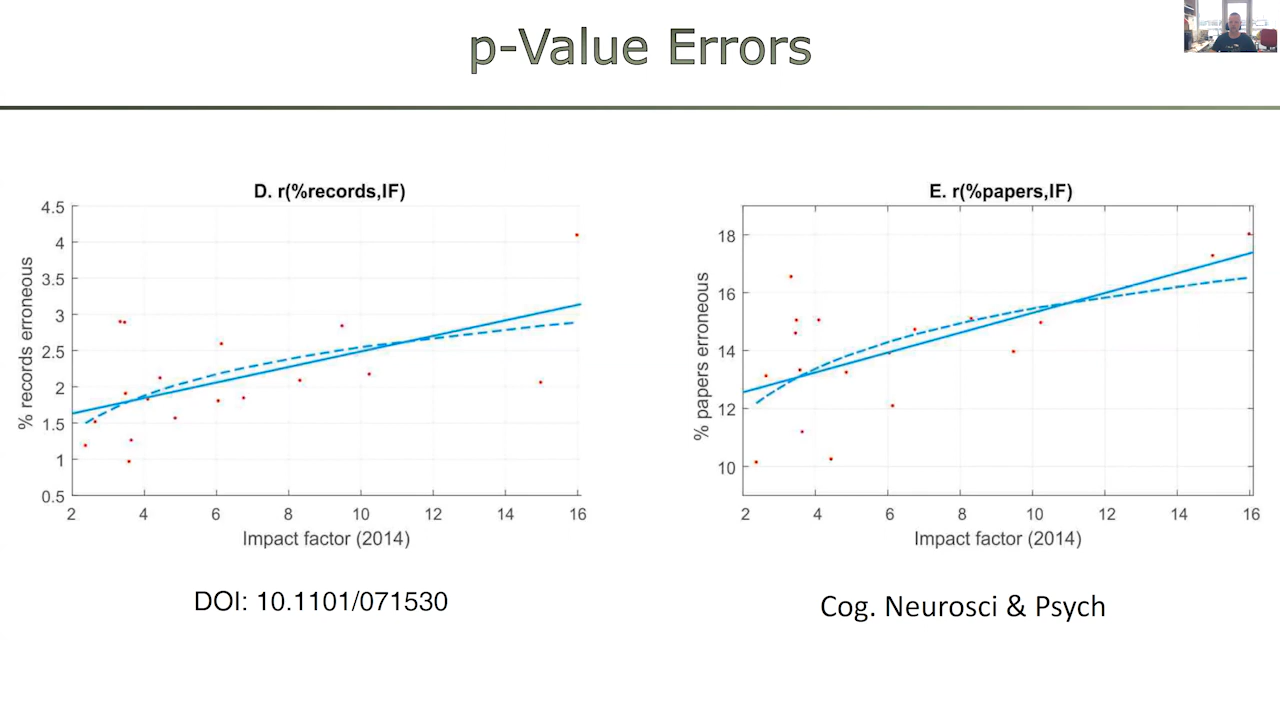 p-Value Errors
D. r(%records,IF)
4.5
4
3.5
3
2.5
2
1.5
1
0.5
% records erroneous
2 4 6 8 10 12 14 16
Impact factor (2014)
DOI: 10.1101/071530
E. r(%papers,IF)
18
16
14
12
10
% papers erroneous
2 4 6 8 10 12 14 16
Impact factor (2014)
Cog. Neurosci & Psych